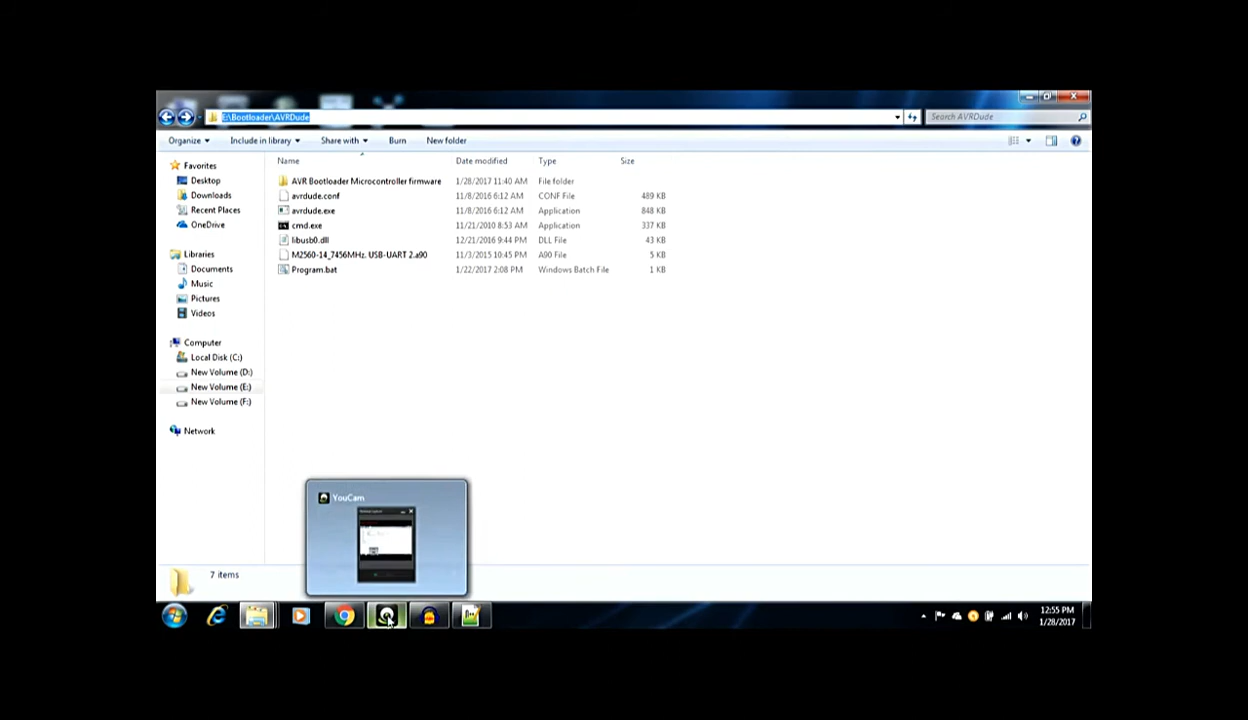 E:\Bootloader\AVRDude
Search AVRDude
Organize Include in library Share with Burn New folder
Name Date modified Type Size
Favorites
Desktop
Downloads
Recent Places
OneDrive
Libraries
Documents
Music
Pictures
Videos
Computer
Local Disk (C:)
New Volume (D:)
New Volume (E:)
New Volume (F:)
Network
AVR Bootloader Microcontroller firmware 1/28/2017 11:40 AM File folder
avrdude.conf 11/8/2016 6:12 AM CONF File 489 KB
avrdude.exe 11/8/2016 6:12 AM Application 848 KB
cmd.exe 11/21/2010 8:53 AM Application 337 KB
libusb0.dll 12/21/2016 9:44 PM DLL File 43 KB
M2560-14_7456MHz. USB-UART 2.a90 11/3/2015 10:45 PM A90 File 5 KB
Program.bat 1/22/2017 2:08 PM Windows Batch File 1 KB
YouCam
7 items
12:55 PM
1/28/2017